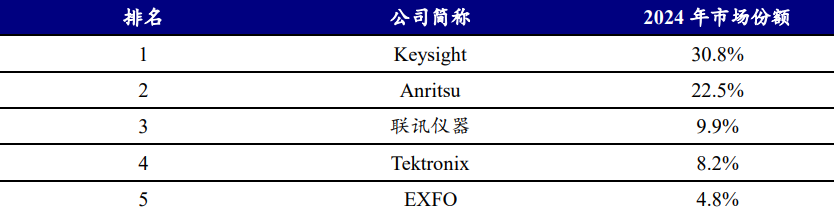 排名 公司简称 2024 年市场份额
1 Keysight 30.8%
2 Anritsu 22.5%
3 联讯仪器 9.9%
4 Tektronix 8.2%
5 EXFO 4.8%